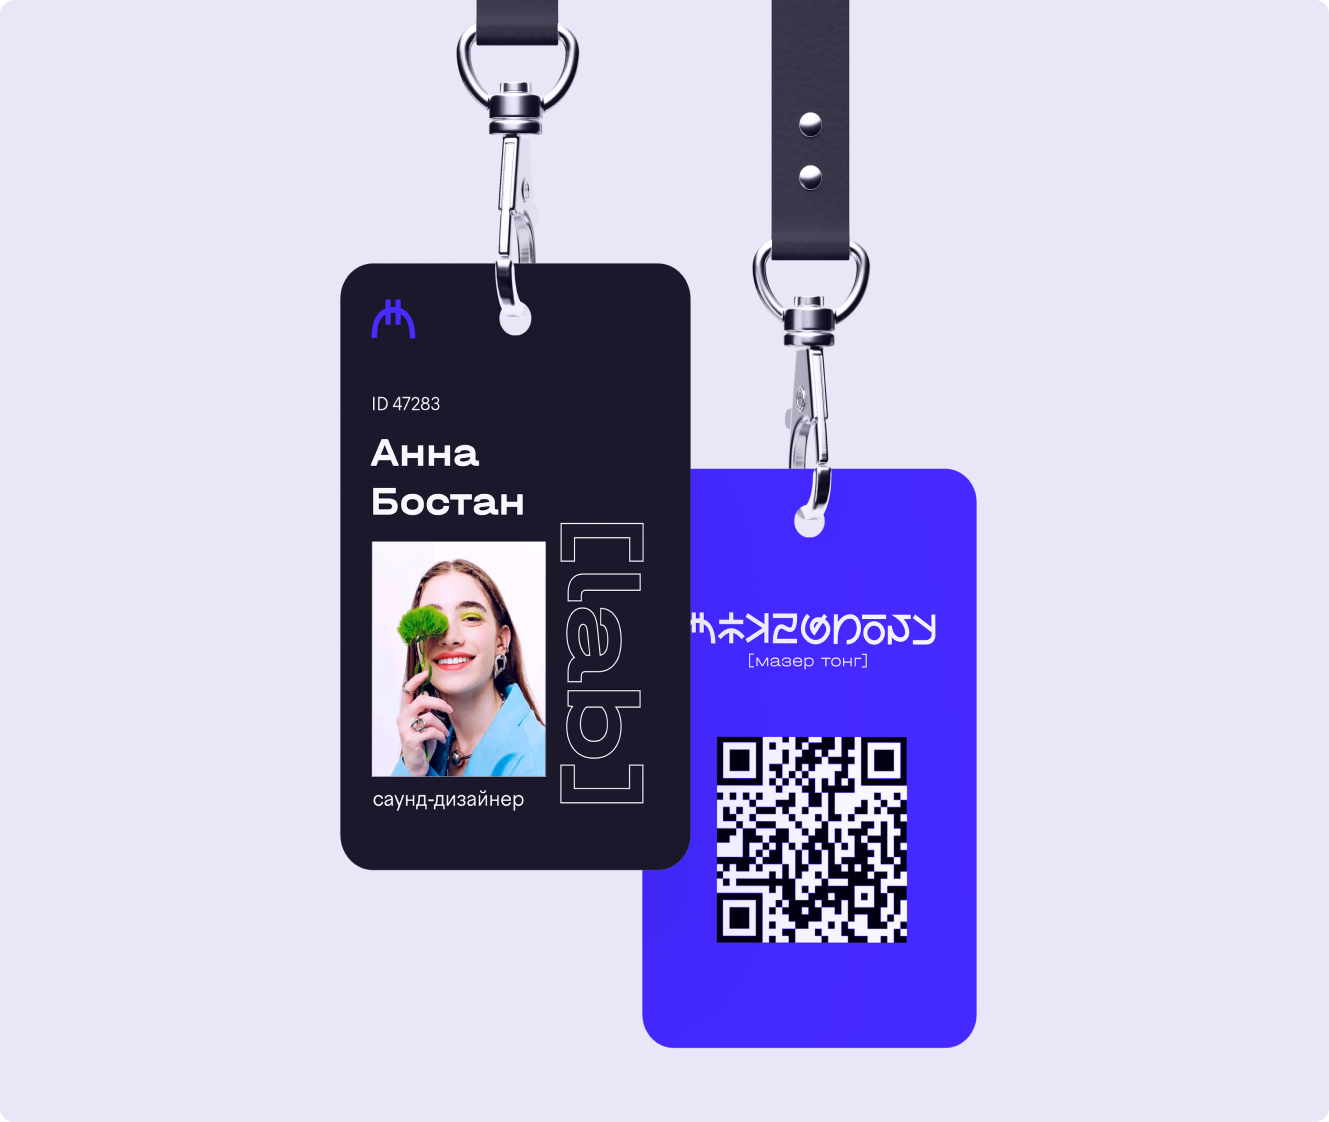 ID 47283
Анна
Бостан
[lab]
саунд-дизайнер
[мазер тонг]